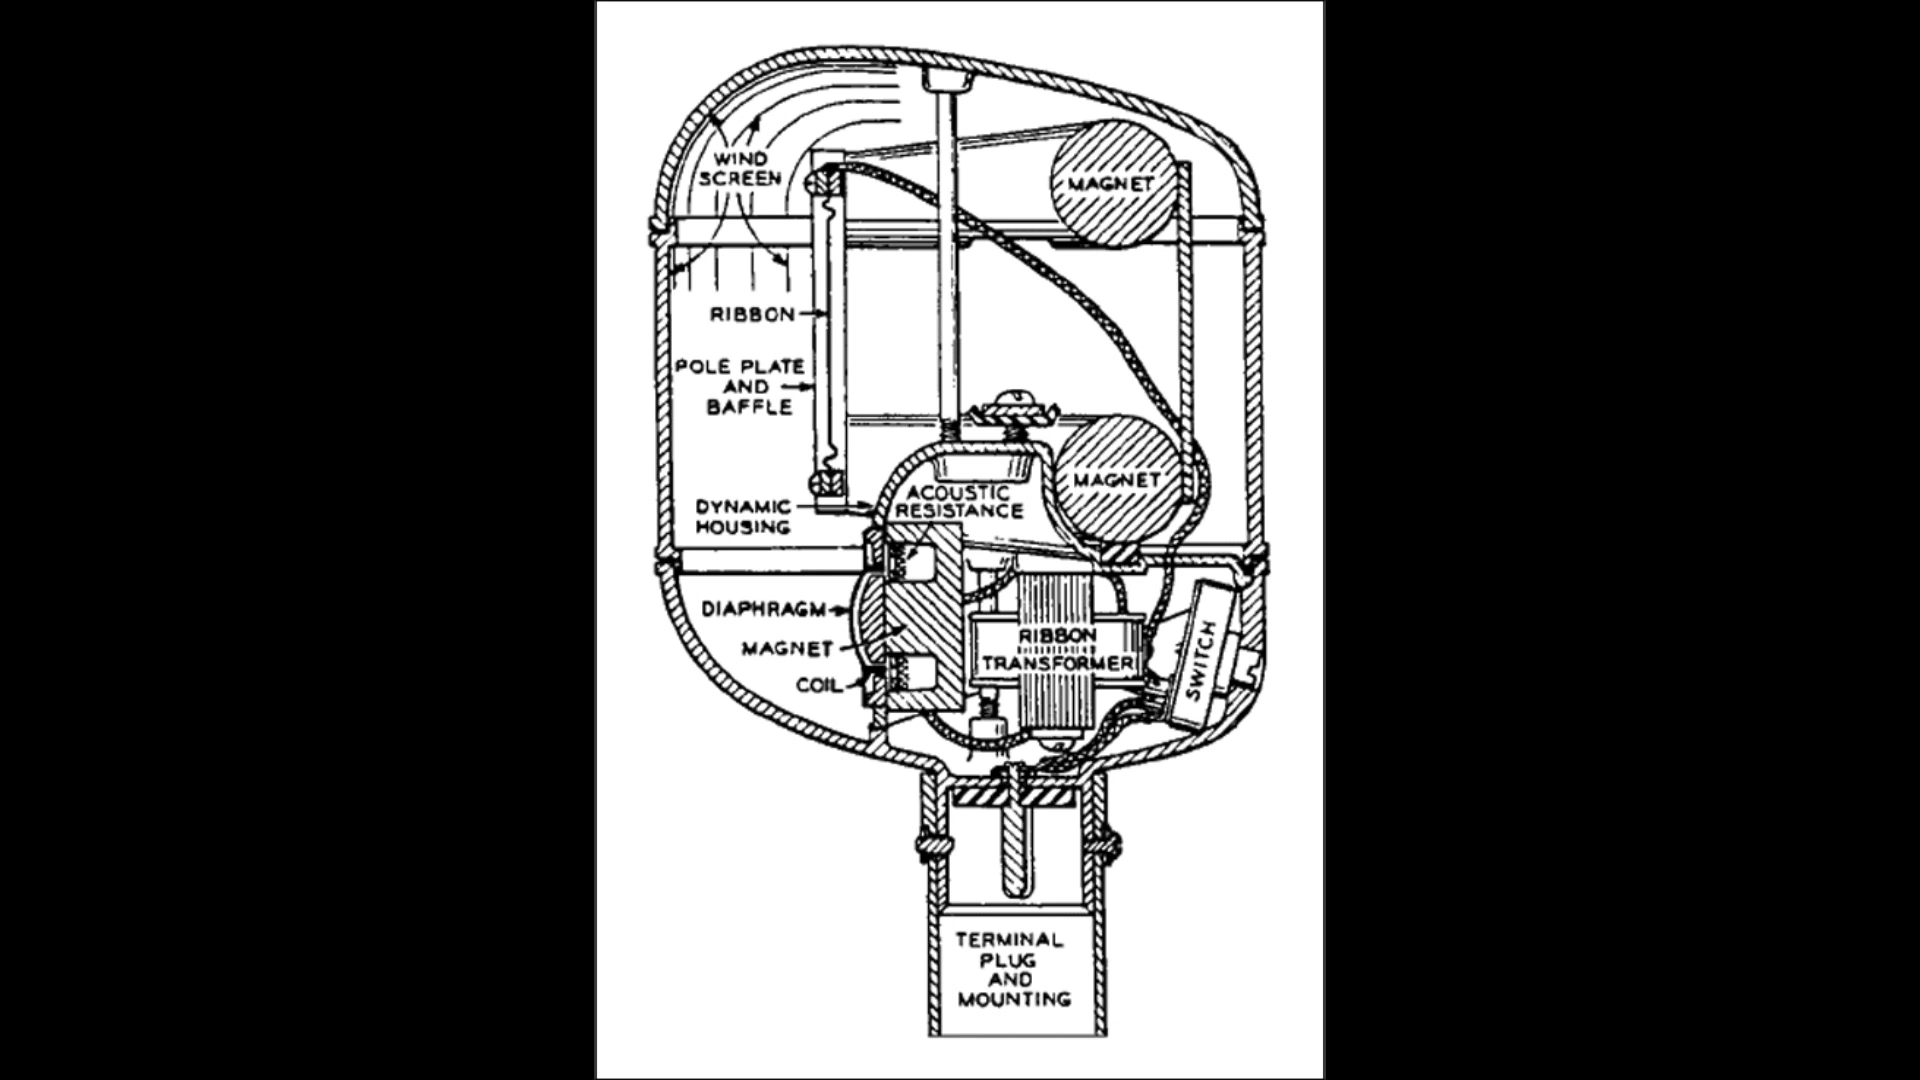 WIND
SCREEN
MAGNET
RIBBON
POLE PLATE
AND
BAFFLE
MAGNET
DYNAMIC
HOUSING
ACOUSTIC
RESISTANCE
DIAPHRAGM
MAGNET
COIL
RIBBON
TRANSFORMER
SWITCH
TERMINAL
PLUG
AND
MOUNTING